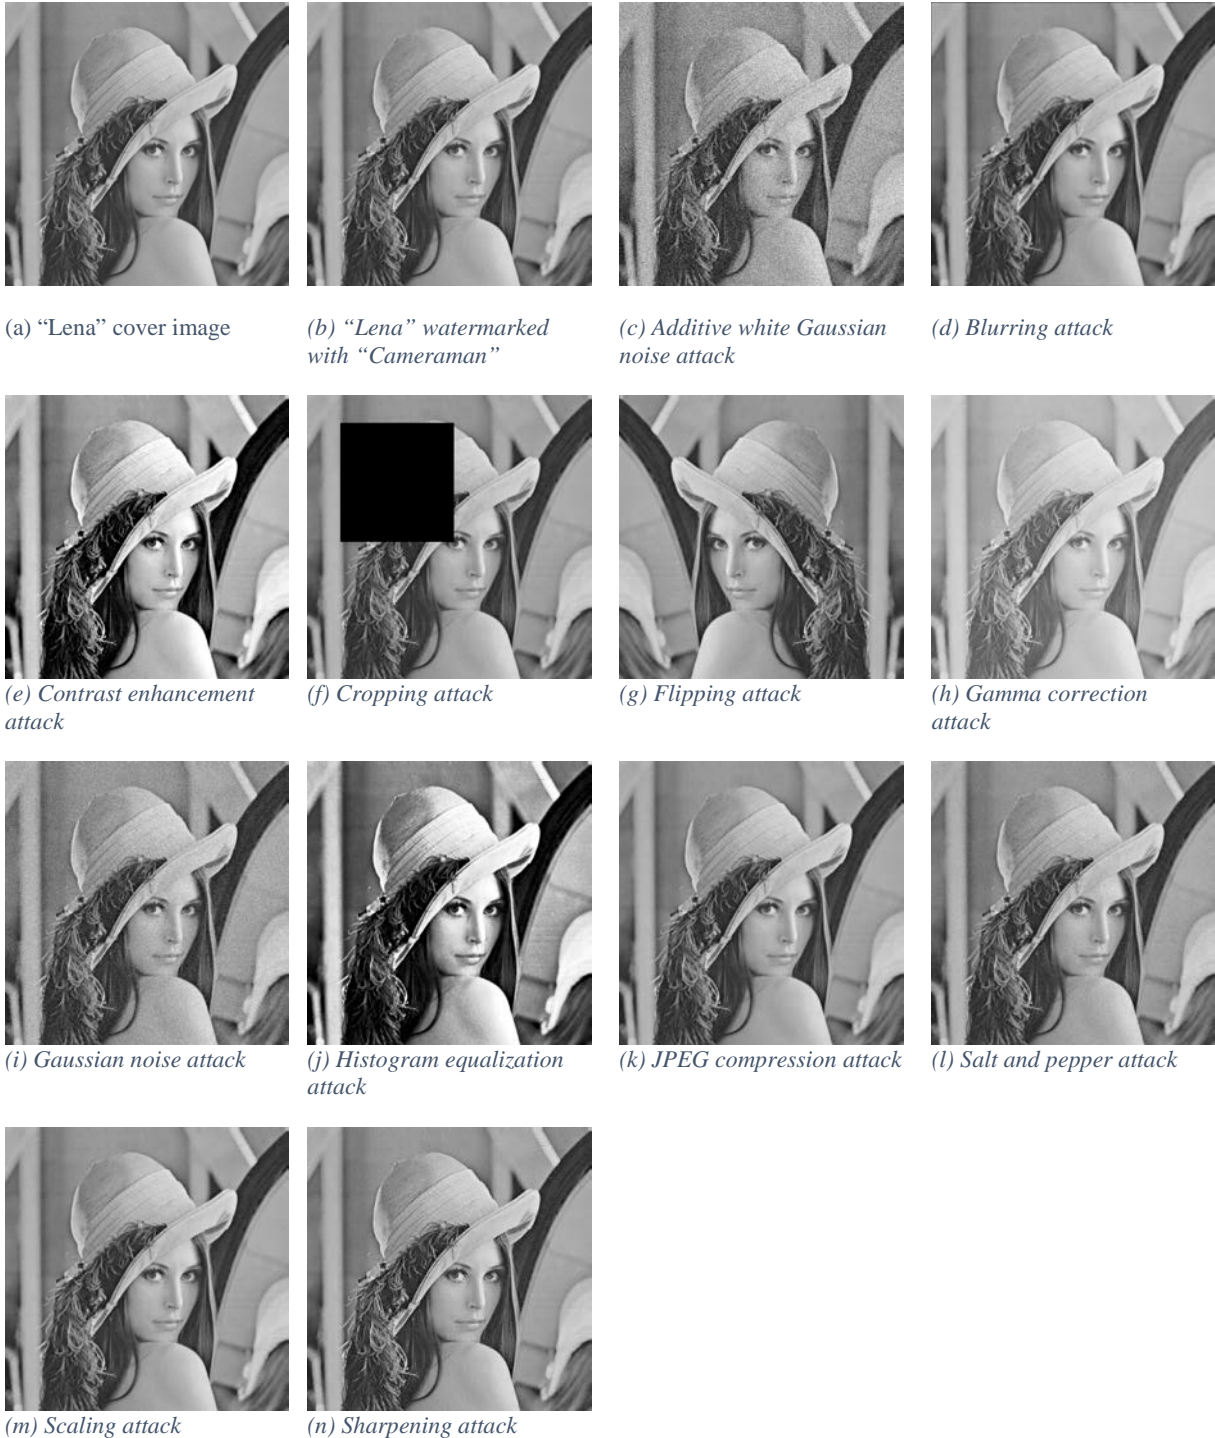 (a) “Lena” cover image
(b) “Lena” watermarked
with “Cameraman”
(c) Additive white Gaussian
noise attack
(d) Blurring attack
(e) Contrast enhancement
attack
(f) Cropping attack
(g) Flipping attack
(h) Gamma correction
attack
(i) Gaussian noise attack
(j) Histogram equalization
attack
(k) JPEG compression attack
(l) Salt and pepper attack
(m) Scaling attack
(n) Sharpening attack